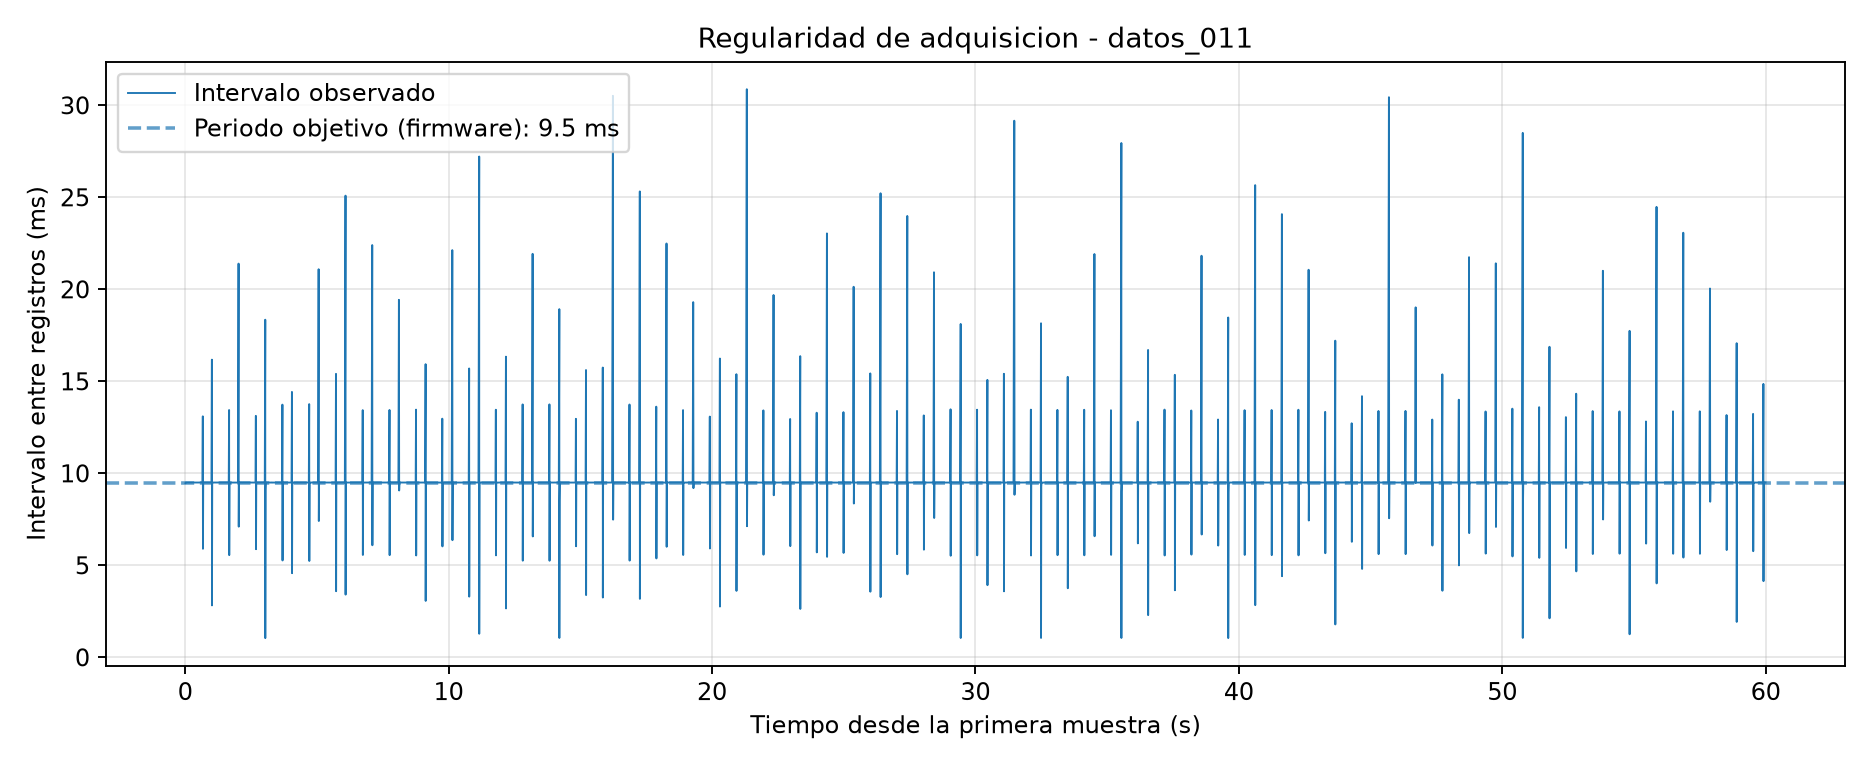 Regularidad de adquisicion - datos_011
Intervalo observado
Periodo objetivo (firmware): 9.5 ms
Intervalo entre registros (ms)
30
25
20
15
10
5
0
0 10 20 30 40 50 60
Tiempo desde la primera muestra (s)